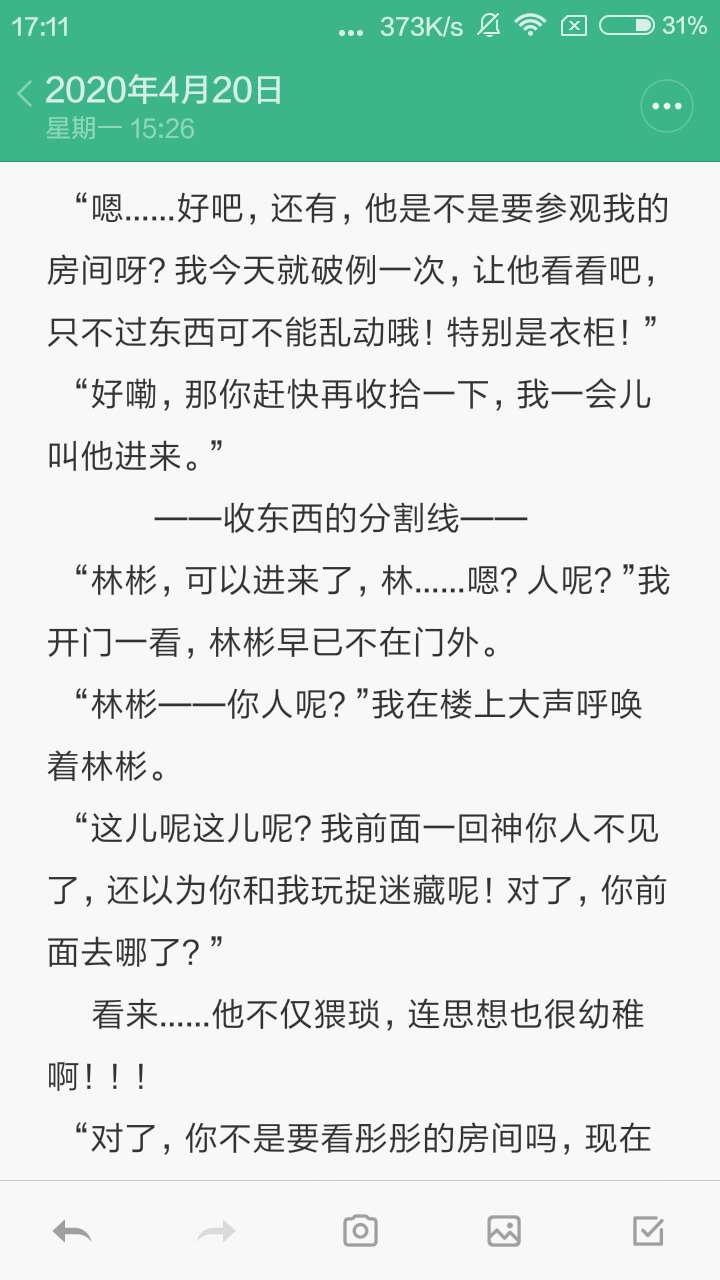 17:11
... 373K/s 31%
2020年4月20日
星期一 15:26
“嗯……好吧，还有，他是不是要参观我的
房间呀？我今天就破例一次，让他看看吧，
只不过东西可不能乱动哦！特别是衣柜！”
“好嘞，那你赶快再收拾一下，我一会儿
叫他进来。”
——收东西的分割线——
“林彬，可以进来了，林……嗯？人呢？”我
开门一看，林彬早已不在门外。
“林彬——你人呢？”我在楼上大声呼唤
着林彬。
“这儿呢这儿呢？我前面一回神你人不见
了，还以为你和我玩捉迷藏呢！对了，你前
面去哪了？”
看来……他不仅猥琐，连思想也很幼稚
啊！！！
“对了，你不是要看彤彤的房间吗，现在